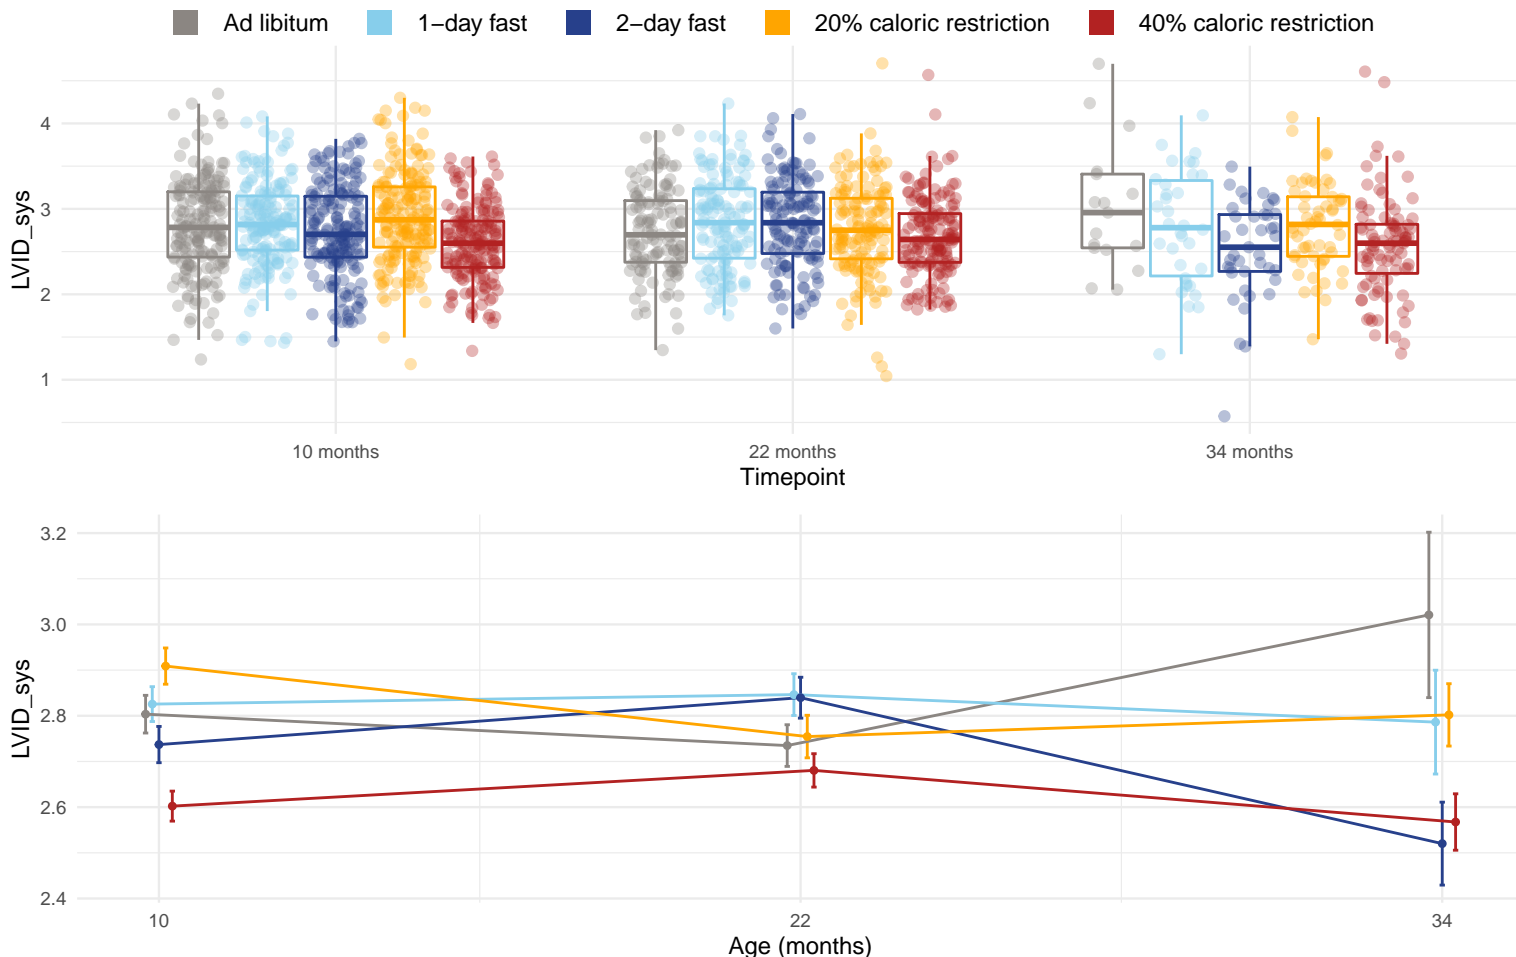 Ad libitum 1−day fast 2−day fast 20% caloric restriction 40% caloric restriction
LVID_sys
4
3
2
1
10 months 22 months 34 months
Timepoint
LVID_sys
3.2
3.0
2.8
2.6
2.4
10 22 34
Age (months)